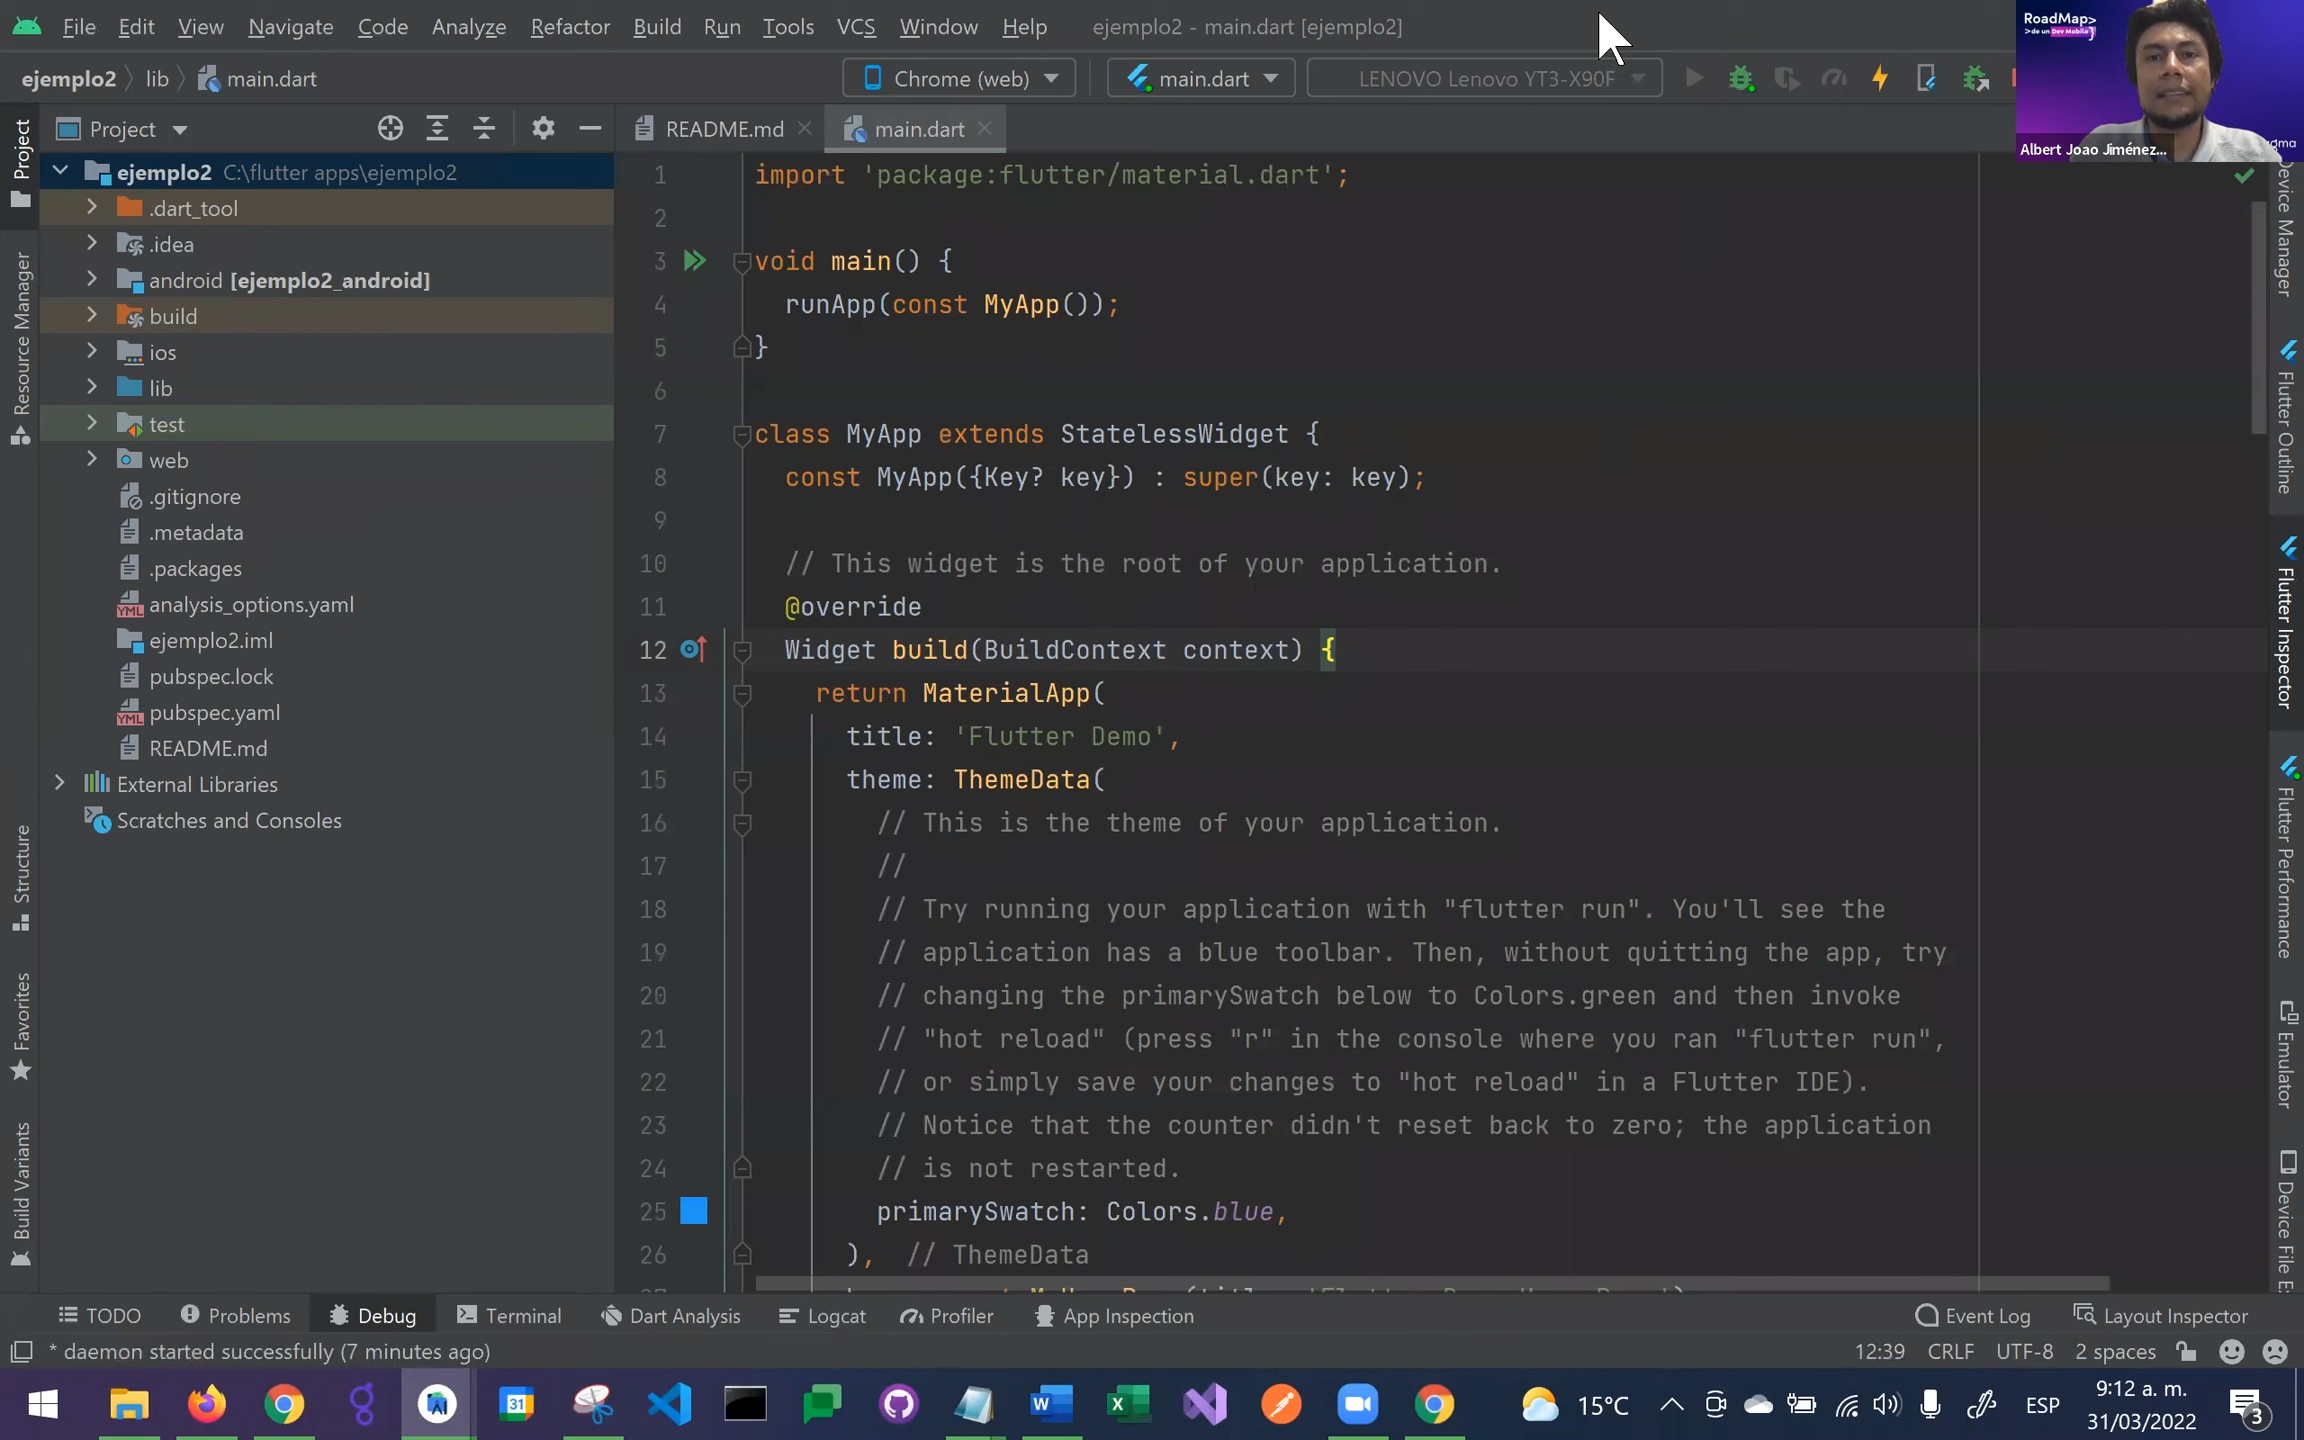 File Edit View Navigate Code Analyze Refactor Build Run Tools VCS Window Help ejemplo2 - main.dart [ejemplo2]
RoadMap>
>de un Dev Mobile
Albert Joao Jiménez...
ejemplo2 lib main.dart
Chrome (web) main.dart LENOVO Lenovo YT3-X90F
Project
README.md main.dart
Project
Resource Manager
Structure
Favorites
Build Variants
ejemplo2 C:\flutter apps\ejemplo2
.dart_tool
.idea
android [ejemplo2_android]
build
ios
lib
test
web
.gitignore
.metadata
.packages
analysis_options.yaml
ejemplo2.iml
pubspec.lock
pubspec.yaml
README.md
External Libraries
Scratches and Consoles
1 import 'package:flutter/material.dart';
2
3 void main() {
4 runApp(const MyApp());
5 }
6
7 class MyApp extends StatelessWidget {
8 const MyApp({Key? key}) : super(key: key);
9
10 // This widget is the root of your application.
11 @override
12 Widget build(BuildContext context) {
13 return MaterialApp(
14 title: 'Flutter Demo',
15 theme: ThemeData(
16 // This is the theme of your application.
17 //
18 // Try running your application with "flutter run". You'll see the
19 // application has a blue toolbar. Then, without quitting the app, try
20 // changing the primarySwatch below to Colors.green and then invoke
21 // "hot reload" (press "r" in the console where you ran "flutter run",
22 // or simply save your changes to "hot reload" in a Flutter IDE).
23 // Notice that the counter didn't reset back to zero; the application
24 // is not restarted.
25 primarySwatch: Colors.blue,
26 ), // ThemeData
Device Manager
Flutter Outline
Flutter Inspector
Flutter Performance
Emulator
Device File E
TODO Problems Debug Terminal Dart Analysis Logcat Profiler App Inspection Event Log Layout Inspector
* daemon started successfully (7 minutes ago) 12:39 CRLF UTF-8 2 spaces
31 15°C ESP 9:12 a. m.
31/03/2022 3